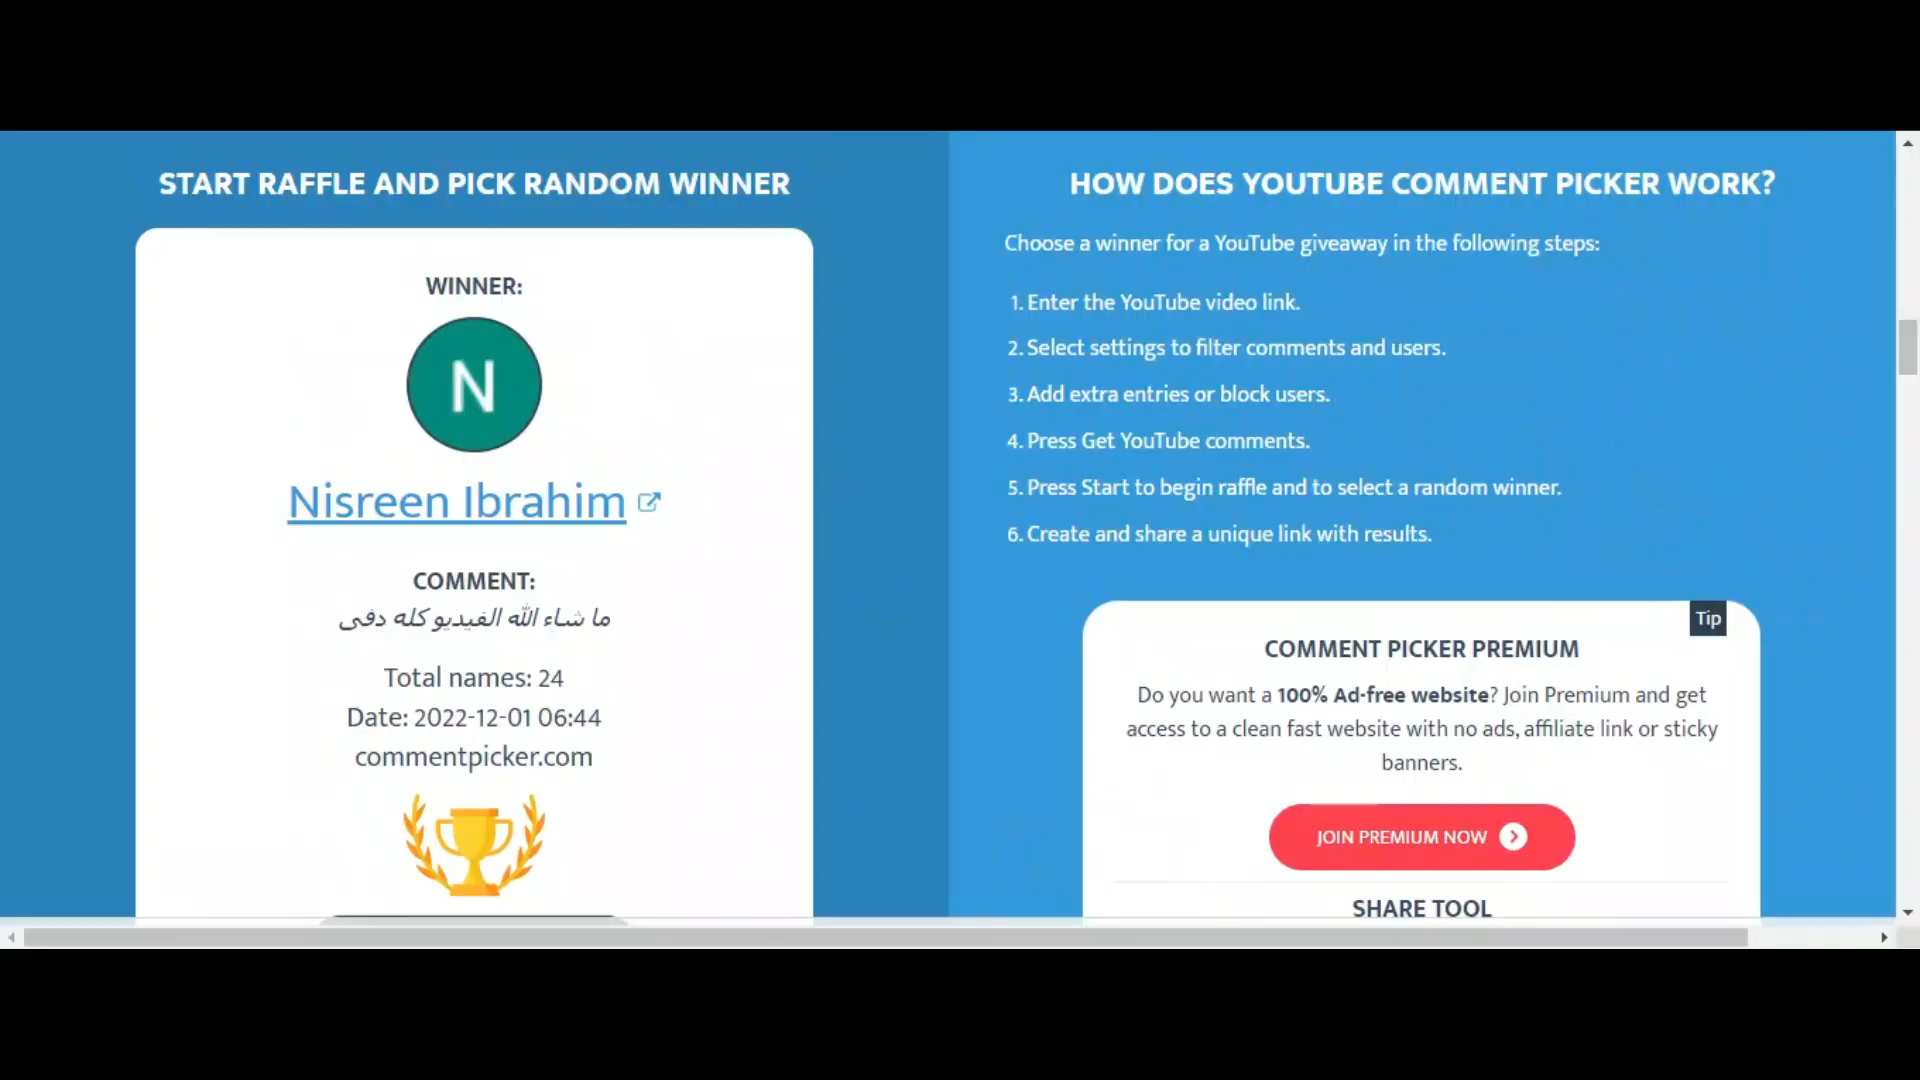 START RAFFLE AND PICK RANDOM WINNER
WINNER:
N
Nisreen Ibrahim
COMMENT:
ما شاء الله الفيديو كله دفى
Total names: 24
Date: 2022-12-01 06:44
commentpicker.com
HOW DOES YOUTUBE COMMENT PICKER WORK?
Choose a winner for a YouTube giveaway in the following steps:
1. Enter the YouTube video link.
2. Select settings to filter comments and users.
3. Add extra entries or block users.
4. Press Get YouTube comments.
5. Press Start to begin raffle and to select a random winner.
6. Create and share a unique link with results.
Tip
COMMENT PICKER PREMIUM
Do you want a 100% Ad-free website? Join Premium and get
access to a clean fast website with no ads, affiliate link or sticky
banners.
JOIN PREMIUM NOW
SHARE TOOL